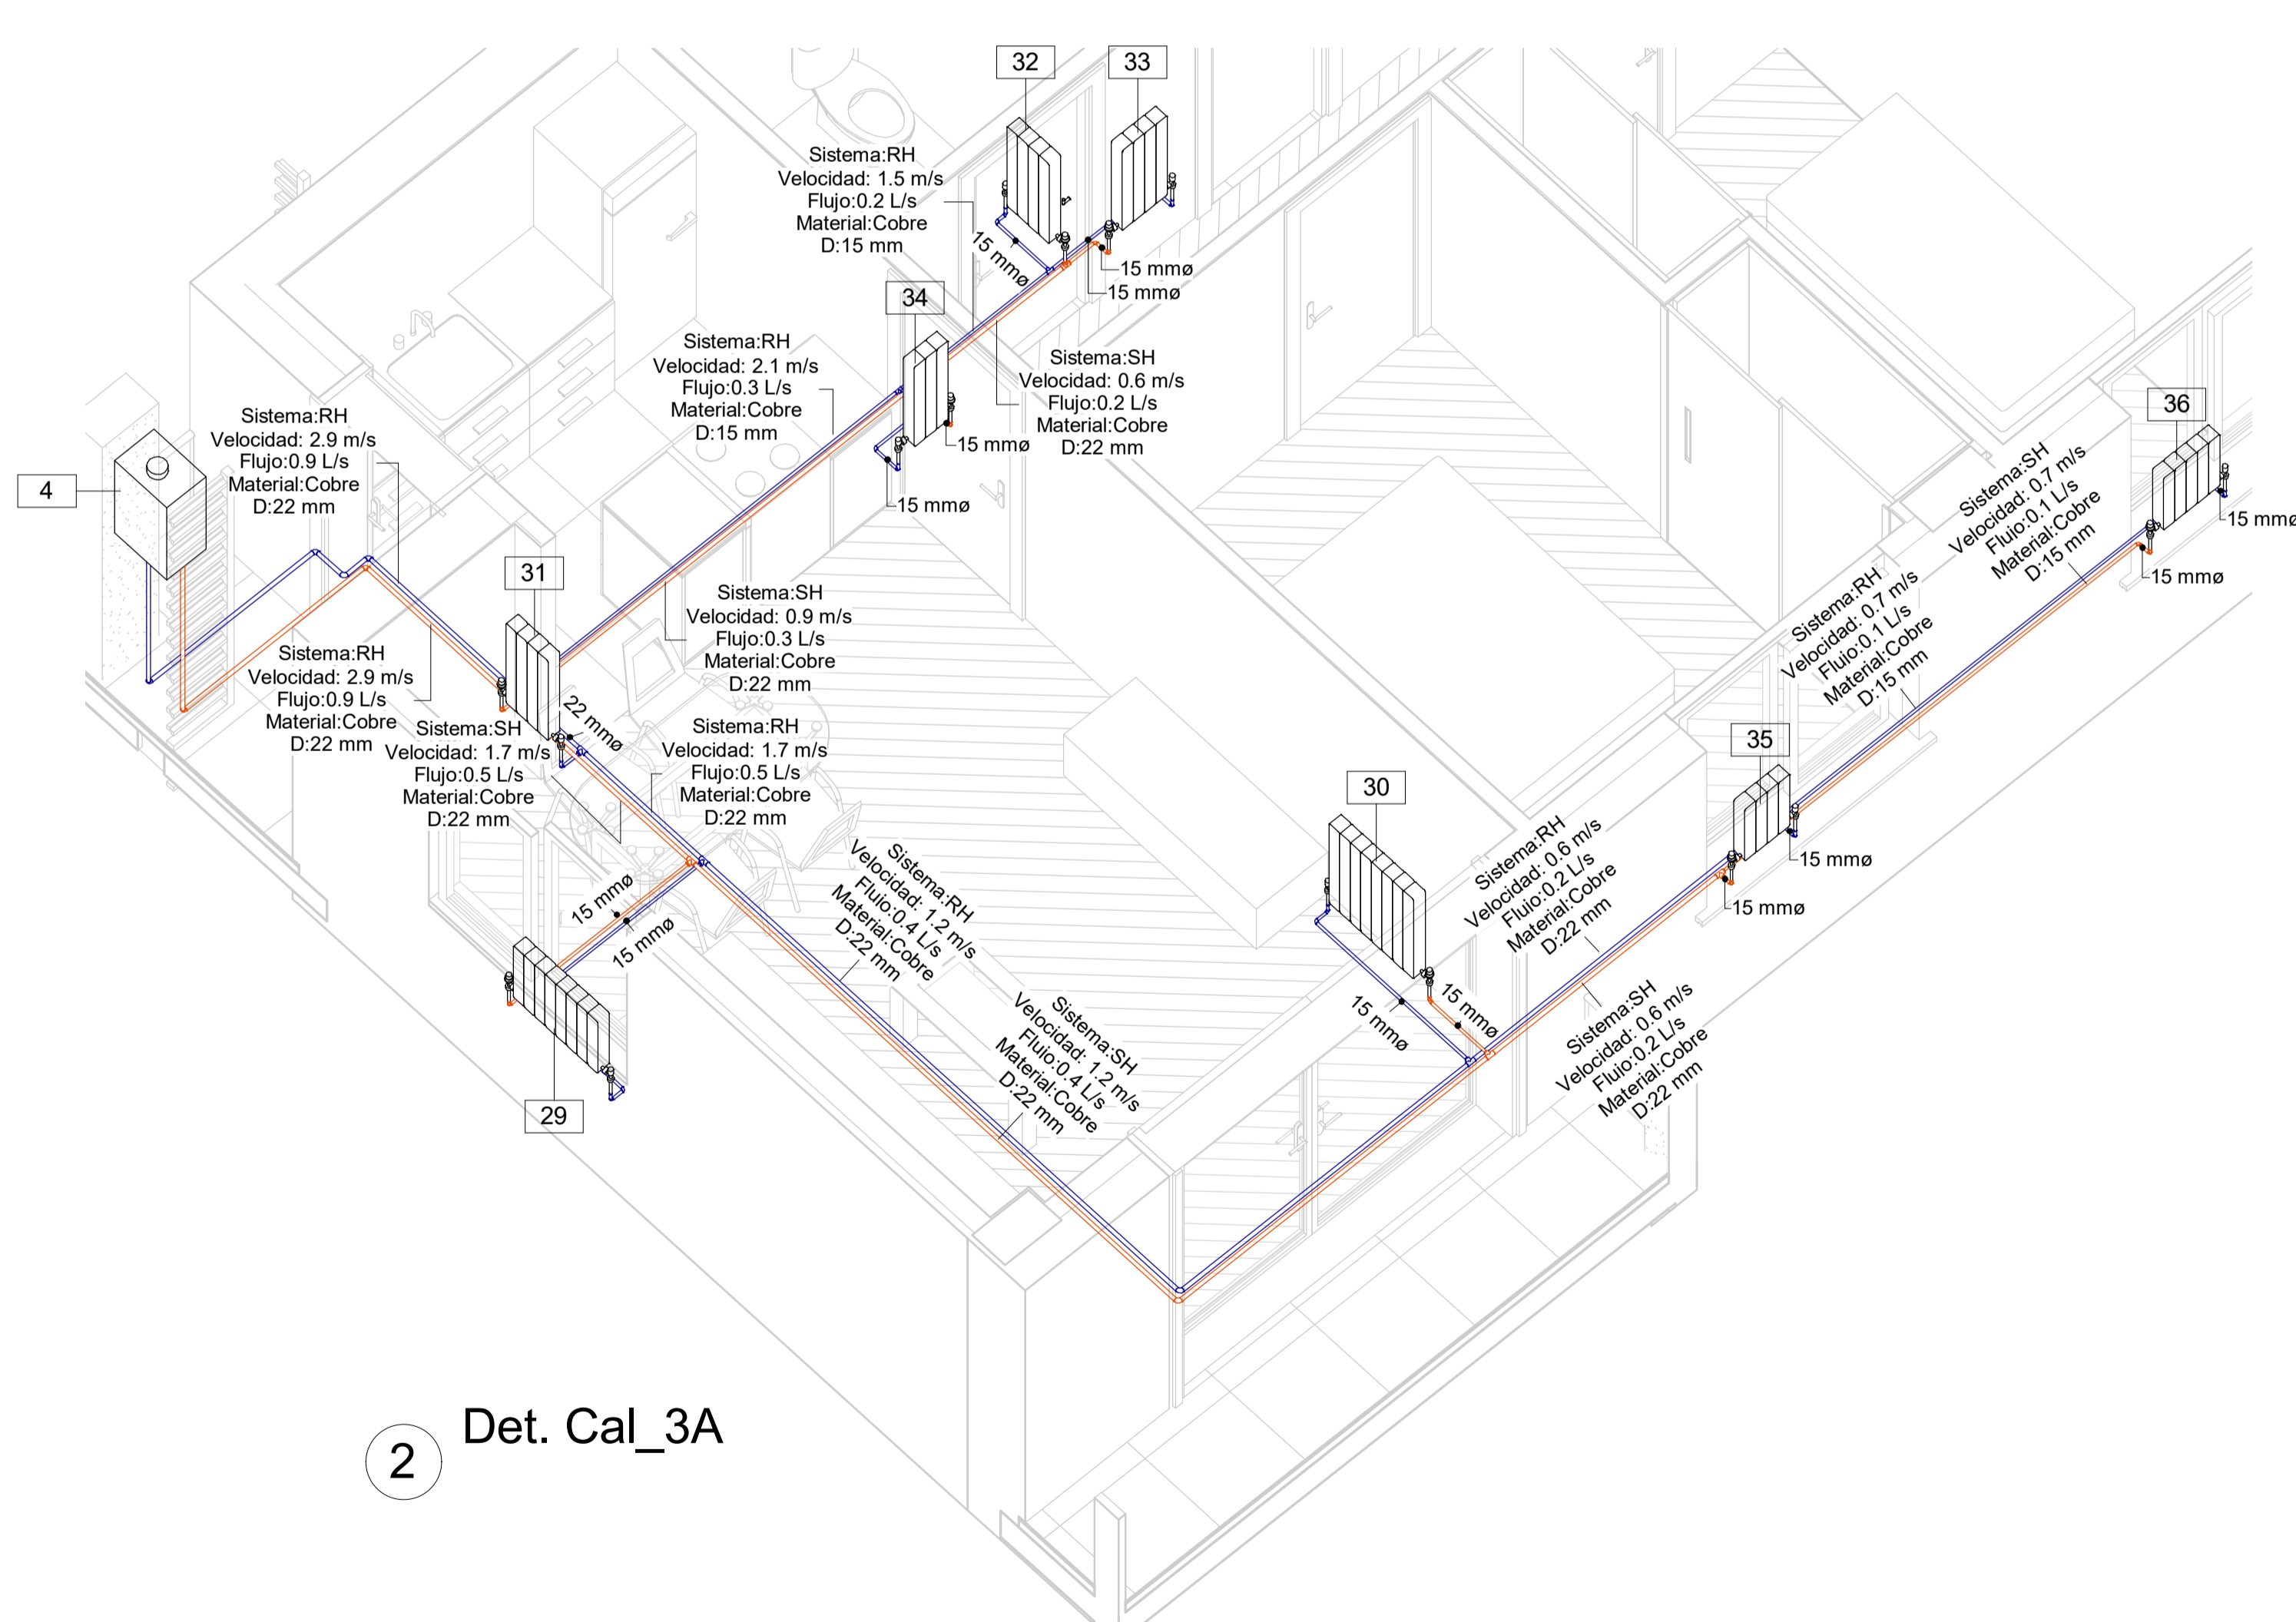 32
33
Sistema:RH
Velocidad: 1.5 m/s
Flujo:0.2 L/s
Material:Cobre
D:15 mm
15 mmø
15 mmø
15 mmø
34
Sistema:RH
Velocidad: 2.1 m/s
Flujo:0.3 L/s
Material:Cobre
D:15 mm
Sistema:SH
Velocidad: 0.6 m/s
Flujo:0.2 L/s
Material:Cobre
D:22 mm
15 mmø
15 mmø
Sistema:RH
Velocidad: 2.9 m/s
Flujo:0.9 L/s
Material:Cobre
D:22 mm
4
36
Sistema:SH
Velocidad: 0.7 m/s
Flujo:0.1 L/s
Material:Cobre
D:15 mm
15 mmø
15 mmø
31
Sistema:SH
Velocidad: 0.9 m/s
Flujo:0.3 L/s
Material:Cobre
D:22 mm
Sistema:RH
Velocidad: 0.7 m/s
Flujo:0.1 L/s
Material:Cobre
D:15 mm
Sistema:RH
Velocidad: 2.9 m/s
Flujo:0.9 L/s
Material:Cobre
D:22 mm
22 mmø
Sistema:SH
Velocidad: 1.7 m/s
Flujo:0.5 L/s
Material:Cobre
D:22 mm
Sistema:RH
Velocidad: 1.7 m/s
Flujo:0.5 L/s
Material:Cobre
D:22 mm
35
30
15 mmø
15 mmø
15 mmø
15 mmø
Sistema:RH
Velocidad: 1.2 m/s
Flujo:0.4 L/s
Material:Cobre
D:22 mm
Sistema:RH
Velocidad: 0.6 m/s
Flujo:0.2 L/s
Material:Cobre
D:22 mm
Sistema:SH
Velocidad: 1.2 m/s
Flujo:0.4 L/s
Material:Cobre
D:22 mm
15 mmø
15 mmø
Sistema:SH
Velocidad: 0.6 m/s
Flujo:0.2 L/s
Material:Cobre
D:22 mm
29
2
Det. Cal_3A